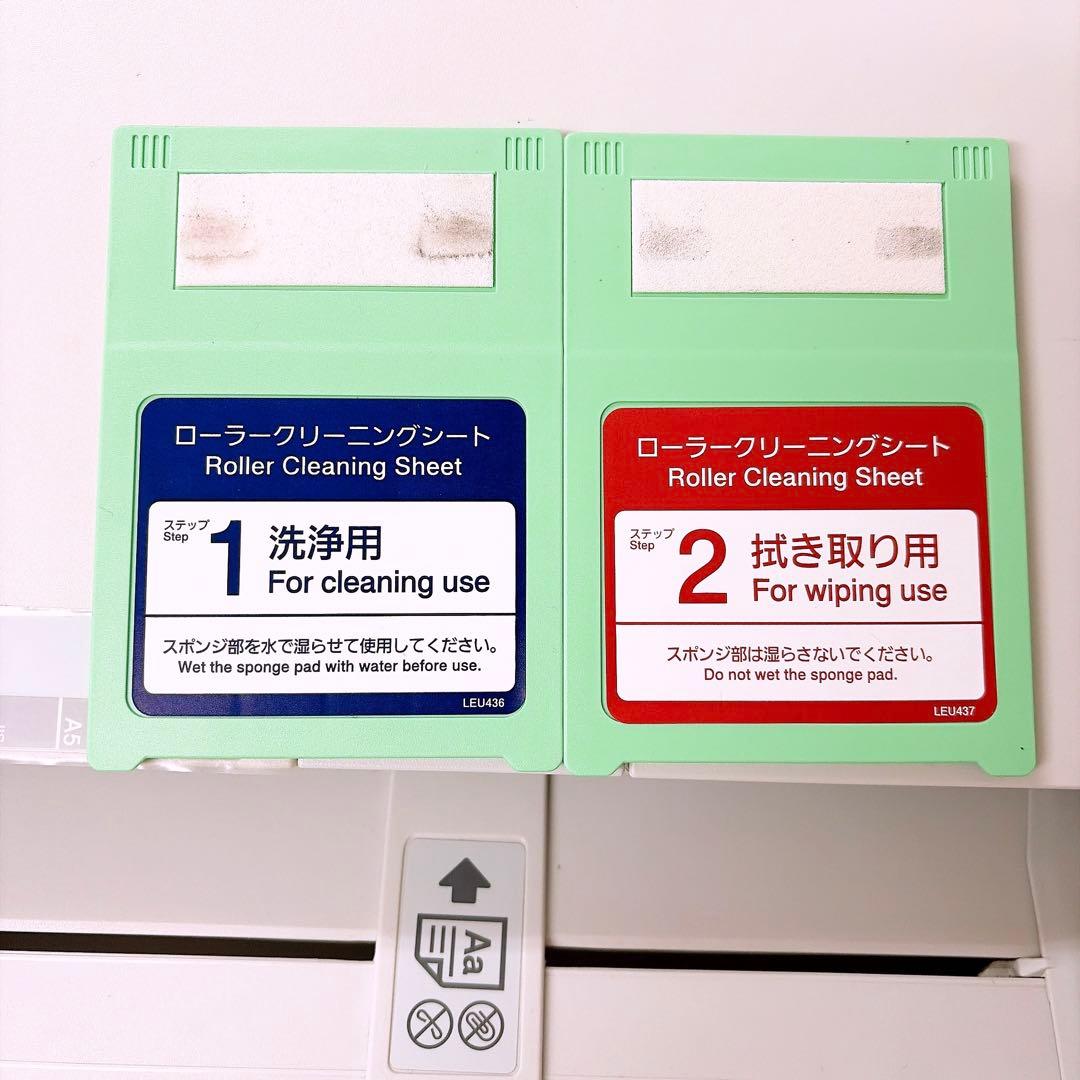 ローラークリーニングシート
Roller Cleaning Sheet
ステップ
Step
1
洗浄用
For cleaning use
スポンジ部を水で湿らせて使用してください。
Wet the sponge pad with water before use.
LEU436
ローラークリーニングシート
Roller Cleaning Sheet
ステップ
Step
2
拭き取り用
For wiping use
スポンジ部は湿らさないでください。
Do not wet the sponge pad.
LEU437
A5
Aa